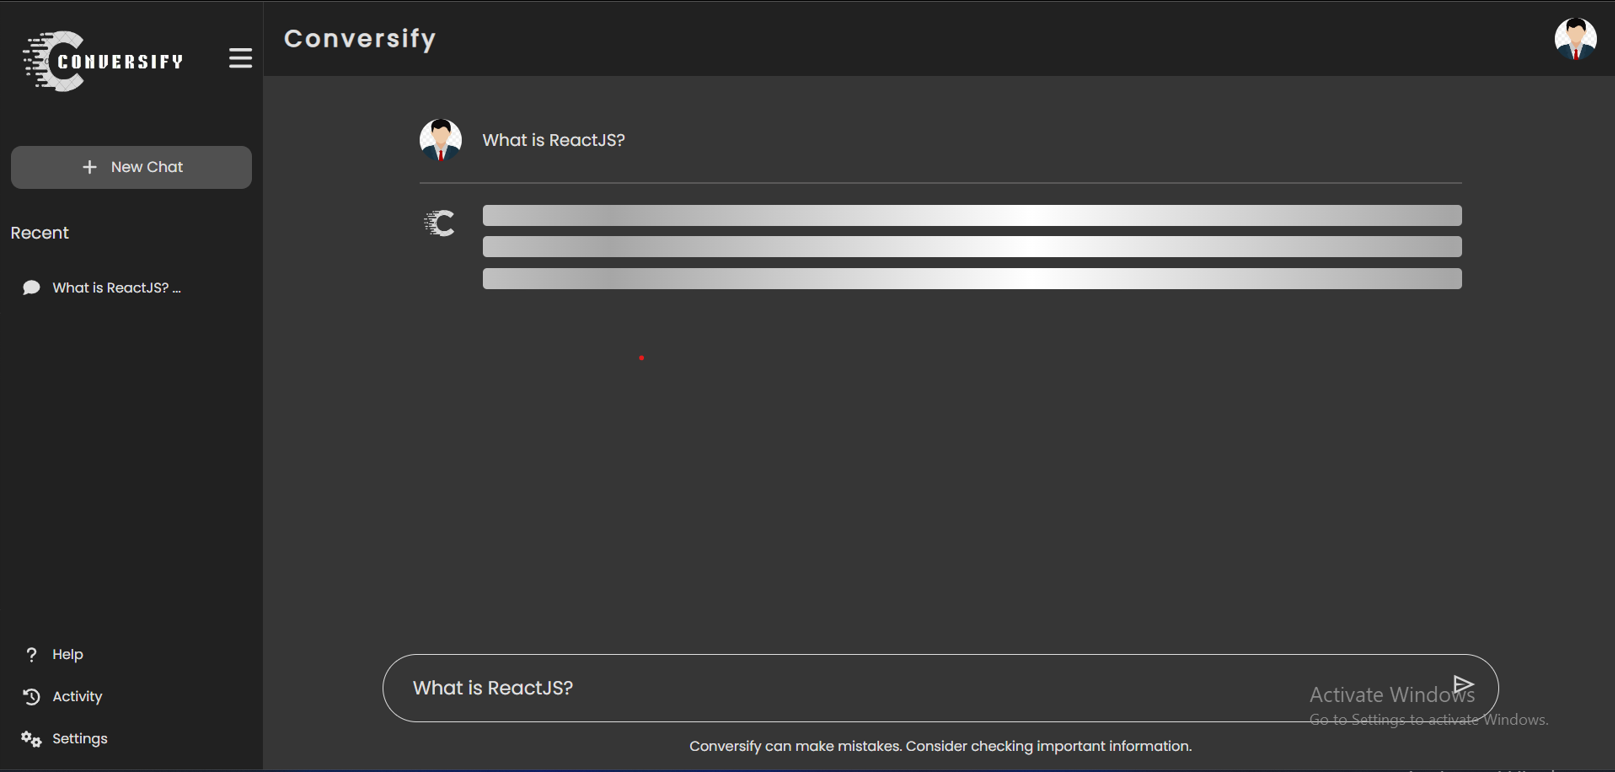 CONVERSIFY
Conversify
New Chat
Recent
What is ReactJS? ...
Help
Activity
Settings
What is ReactJS?
What is ReactJS?
Activate Windows
Go to Settings to activate Windows.
Conversify can make mistakes. Consider checking important information.